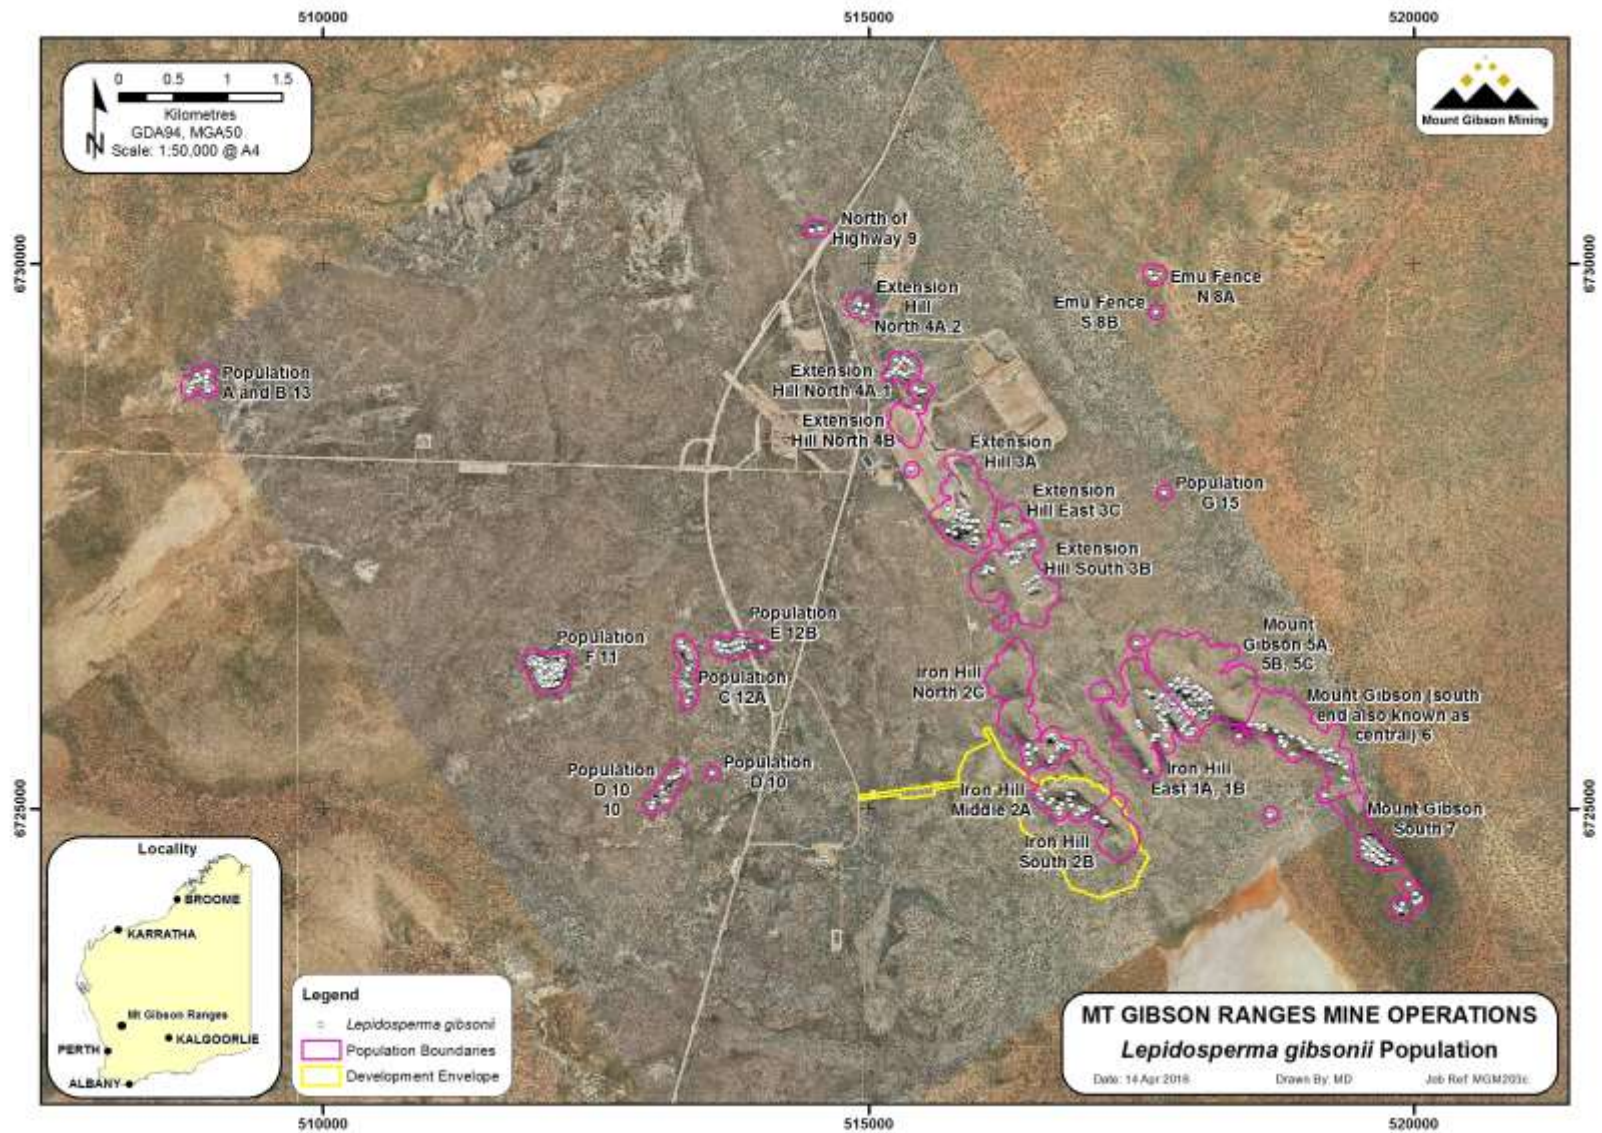 510000
515000
520000
0 0.5 1 1.5
Kilometres
GDA94, MGA50
Scale: 1:50,000 @ A4
N
Mount Gibson Mining
6730000
6730000
North of
Highway 9
Extension
Hill
North 4A.2
Emu Fence
N 8A
Emu Fence
S 8B
Population
A and B 13
Extension
Hill North 4A.1
Extension
Hill North 4B
Extension
Hill 3A
Extension
Hill East 3C
Population
G 15
Extension
Hill South 3B
Population
E 12B
Population
F 11
Population
C 12A
Mount
Gibson 5A,
5B, 5C
Iron Hill
North 2C
Mount Gibson (south
end also known as
central) 6
Population
D 10
10
Population
D 10
Iron Hill
East 1A, 1B
Iron Hill
Middle 2A
Mount Gibson
South 7
Iron Hill
South 2B
6725000
6725000
Locality
BROOME
KARRATHA
Mt Gibson Ranges
KALGOORLIE
PERTH
ALBANY
Legend
Lepidosperma gibsonii
Population Boundaries
Development Envelope
MT GIBSON RANGES MINE OPERATIONS
Lepidosperma gibsonii Population
Date: 14 Apr 2016 Drawn By: MD Job Ref: MGM203c
510000
515000
520000